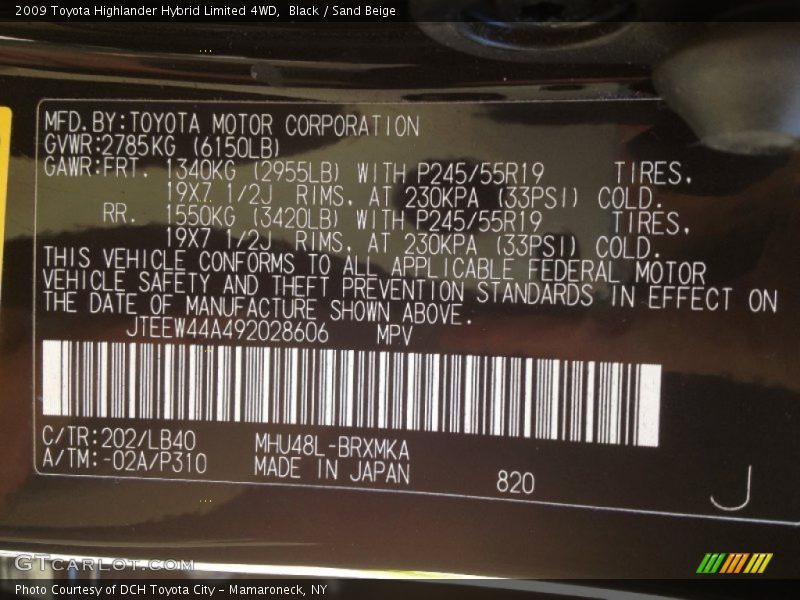 2009 Toyota Highlander Hybrid Limited 4WD,  Black / Sand Beige
MFD.BY:TOYOTA MOTOR CORPORATION
GVWR:2785KG (6150LB)
GAWR:FRT. 1340KG (2955LB) WITH P245/55R19 TIRES,
19X7 1/2J RIMS, AT 230KPA (33PSI) COLD.
RR. 1550KG (3420LB) WITH P245/55R19 TIRES,
19X7 1/2J RIMS, AT 230KPA (33PSI) COLD.
THIS VEHICLE CONFORMS TO ALL APPLICABLE FEDERAL MOTOR
VEHICLE SAFETY AND THEFT PREVENTION STANDARDS IN EFFECT ON
THE DATE OF MANUFACTURE SHOWN ABOVE.
JTEEW44A492028606 MPV
C/TR:202/LB40 MHU48L-BRXMKA
A/TM:-02A/P310 MADE IN JAPAN 820 J
GTCARLOT.COM
Photo Courtesy of DCH Toyota City - Mamaroneck, NY